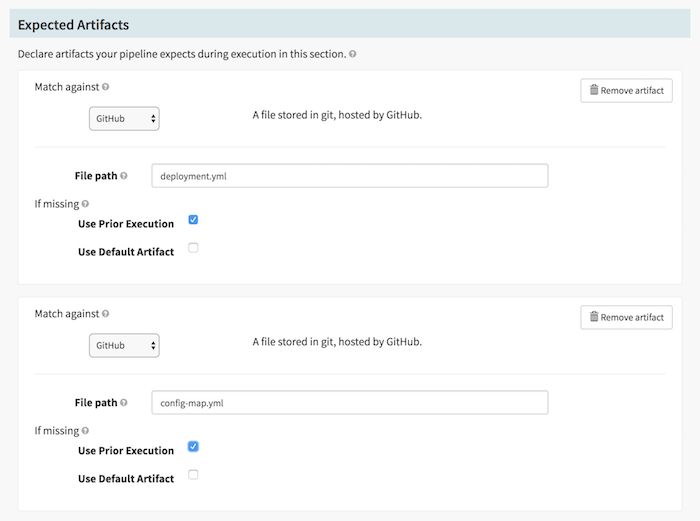 Expected Artifacts
Declare artifacts your pipeline expects during execution in this section.
Match against
Remove artifact
GitHub
A file stored in git, hosted by GitHub.
File path
deployment.yml
If missing
Use Prior Execution
Use Default Artifact
Match against
Remove artifact
GitHub
A file stored in git, hosted by GitHub.
File path
config-map.yml
If missing
Use Prior Execution
Use Default Artifact